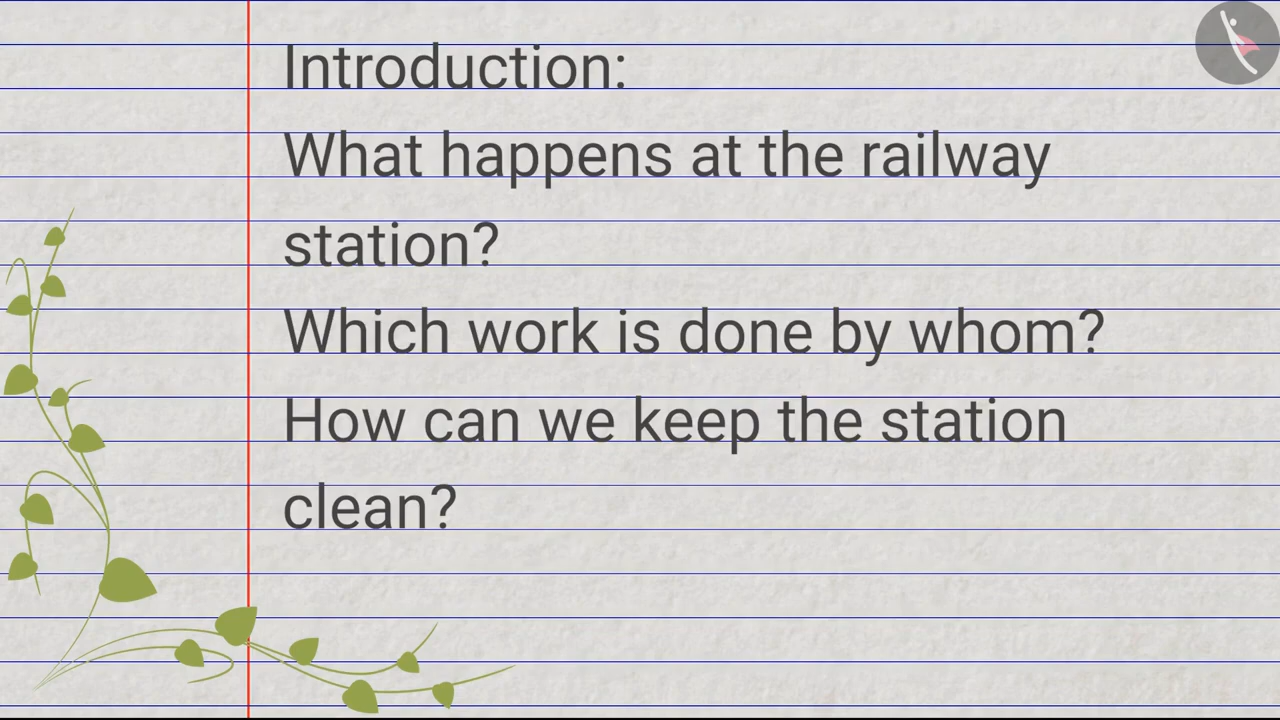 Introduction:
What happens at the railway
station?
Which work is done by whom?
How can we keep the station
clean?